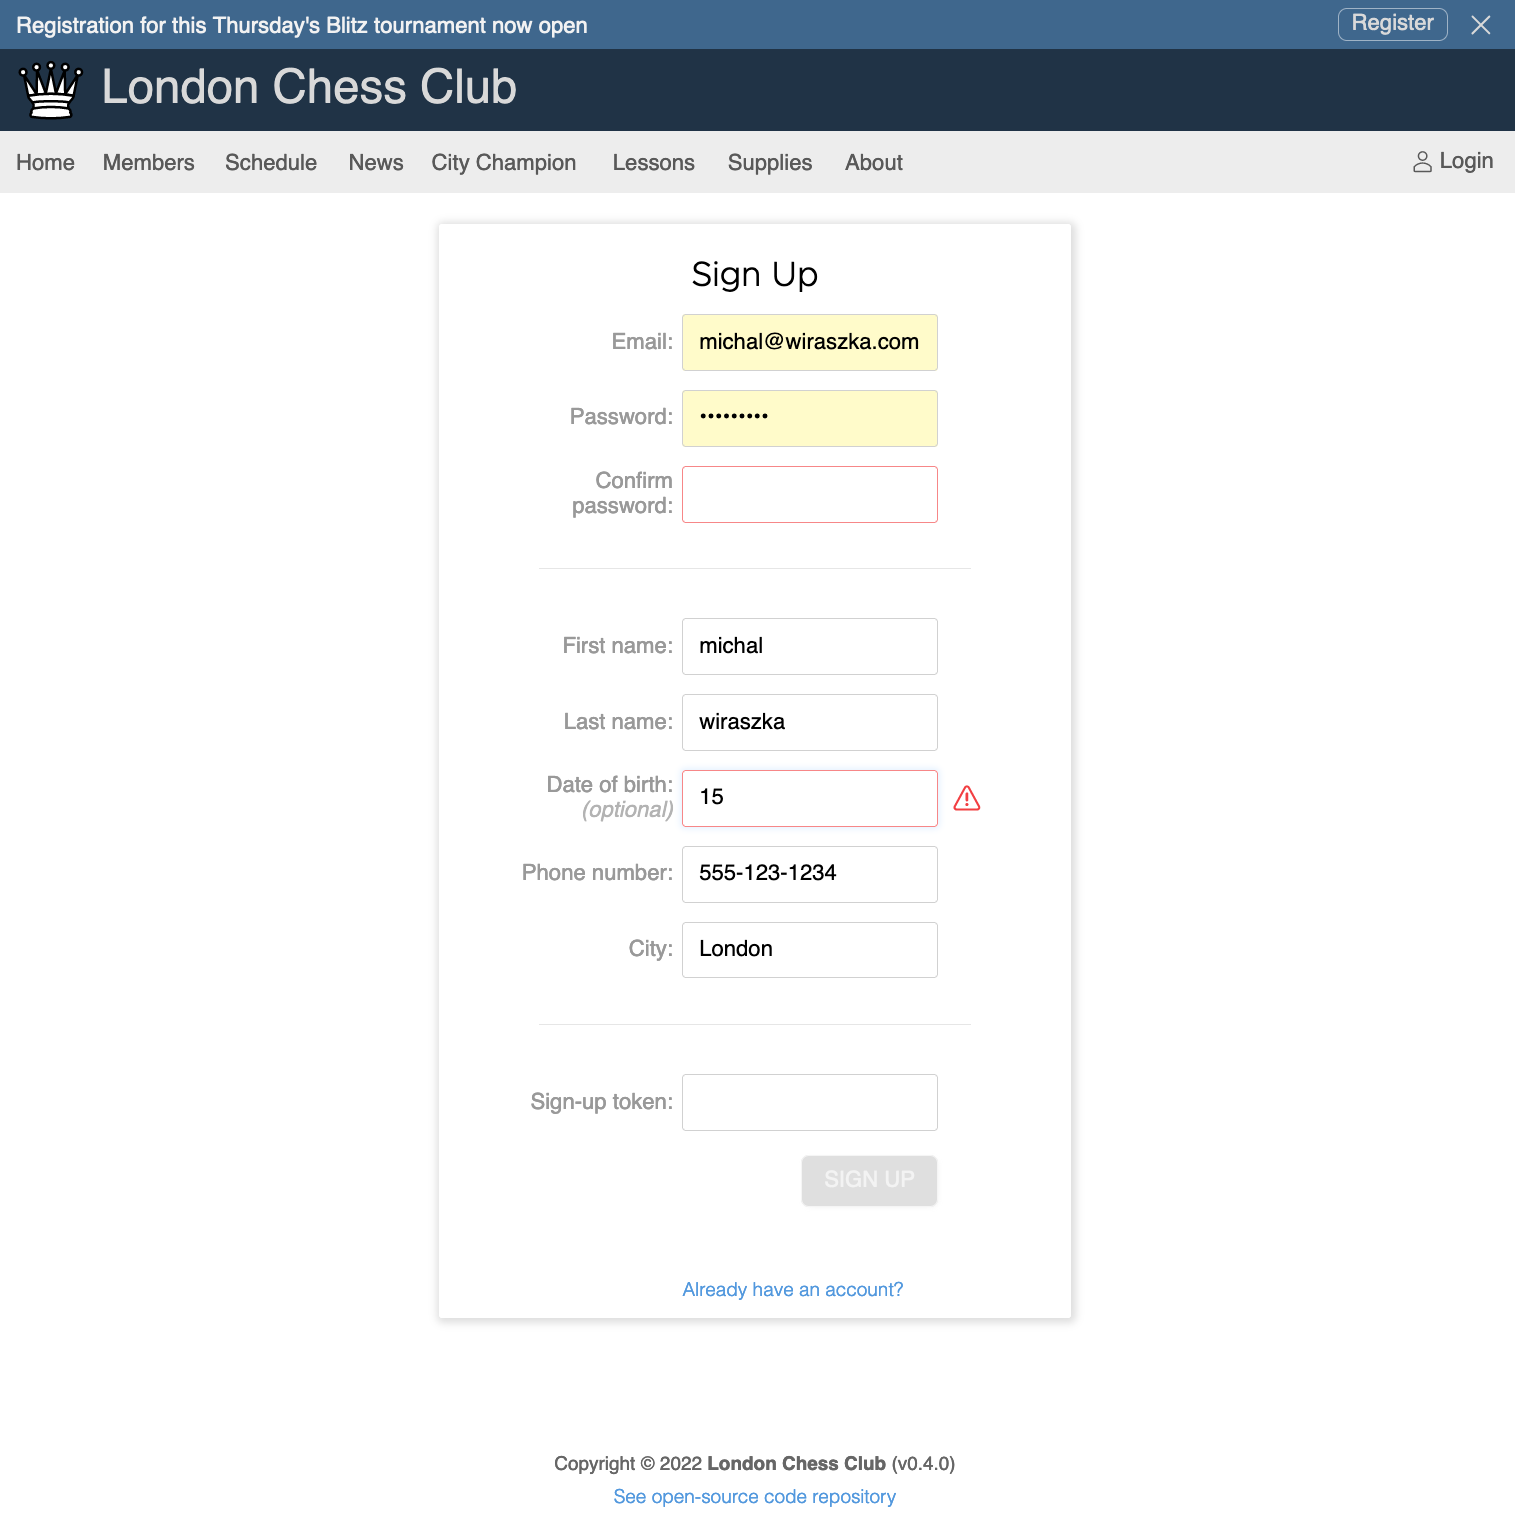 Registration for this Thursday's Blitz tournament now open
Register
London Chess Club
Home Members Schedule News City Champion Lessons Supplies About Login
Sign Up
Email: michal@wiraszka.com
Password: •••••••••
Confirm
password:
First name: michal
Last name: wiraszka
Date of birth: 15
(optional)
Phone number: 555-123-1234
City: London
Sign-up token:
SIGN UP
Already have an account?
Copyright © 2022 London Chess Club (v0.4.0)
See open-source code repository